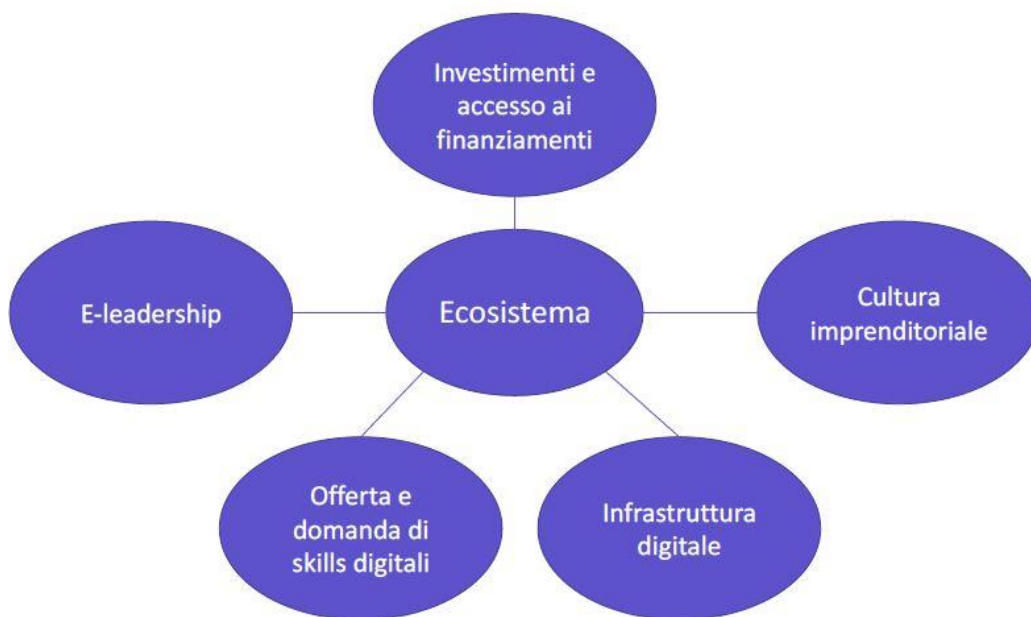 Investimenti e
accesso ai
finanziamenti
E-leadership
Ecosistema
Cultura
imprenditoriale
Offerta e
domanda di
skills digitali
Infrastruttura
digitale